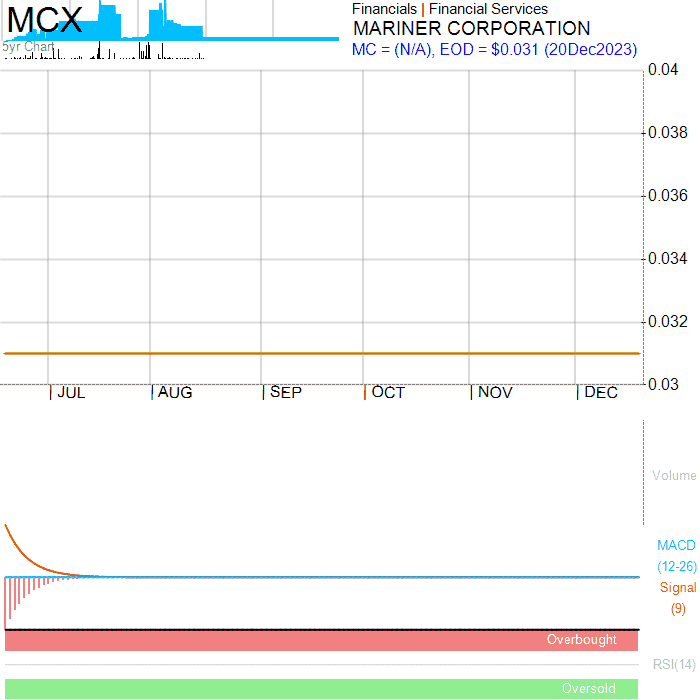 MCX
5yr Chart
Financials | Financial Services
MARINER CORPORATION
MC = (N/A), EOD = $0.031 (20Dec2023)
0.04
0.038
0.036
0.034
0.032
0.03
JUL
AUG
SEP
OCT
NOV
DEC
Volume
MACD
(12-26)
Signal
(9)
Overbought
RSI(14)
Oversold